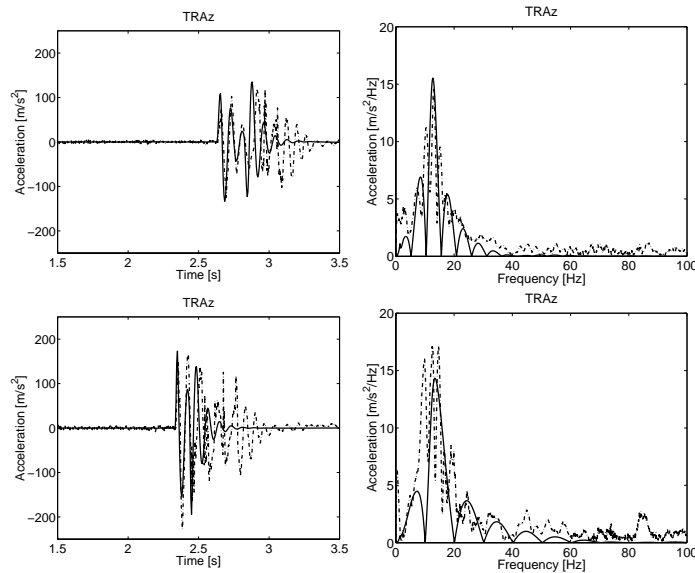 TRAz
200
100
0
−100
−200
Acceleration [m/s²]
1.5 2 2.5 3 3.5
Time [s]
TRAz
20
15
10
5
0
Acceleration [m/s²/Hz]
0 20 40 60 80 100
Frequency [Hz]
TRAz
200
100
0
−100
−200
Acceleration [m/s²]
1.5 2 2.5 3 3.5
Time [s]
TRAz
20
15
10
5
0
Acceleration [m/s²/Hz]
0 20 40 60 80 100
Frequency [Hz]